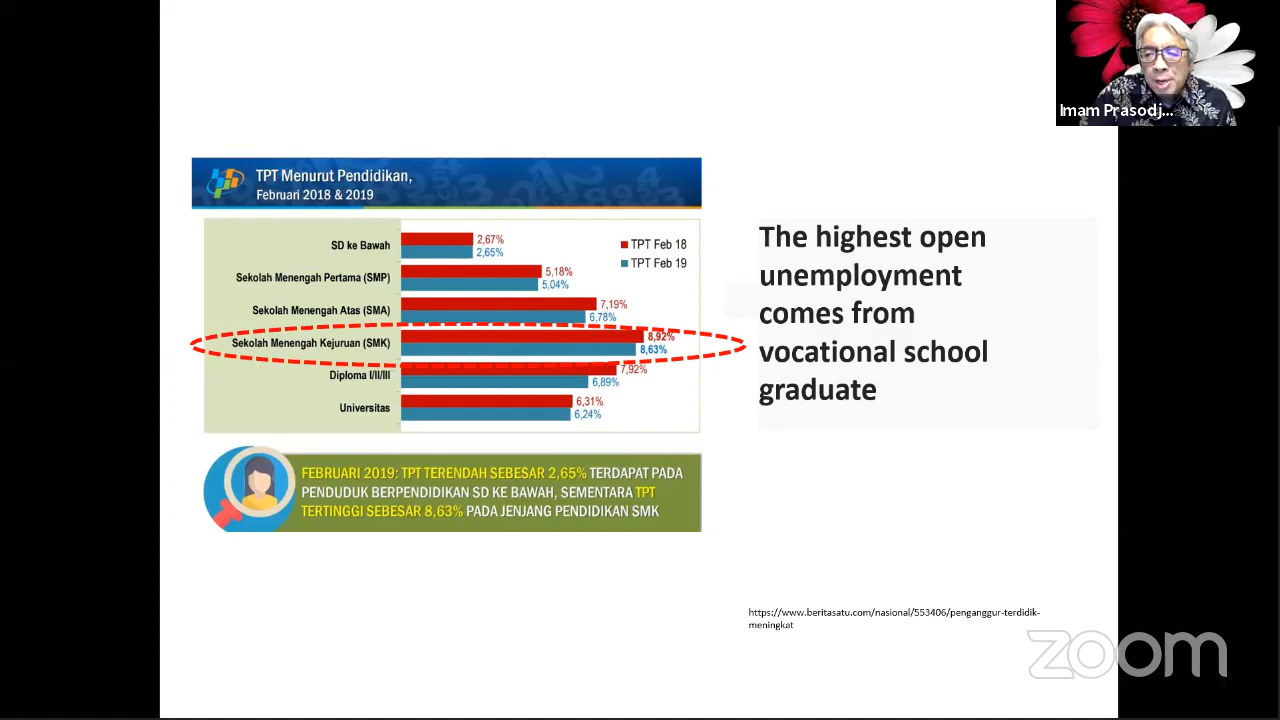 Imam Prasodj...
TPT Menurut Pendidikan,
Februari 2018 & 2019
TPT Feb 18
TPT Feb 19
SD ke Bawah
2,67%
2,65%
Sekolah Menengah Pertama (SMP)
5,18%
5,04%
Sekolah Menengah Atas (SMA)
7,19%
6,78%
Sekolah Menengah Kejuruan (SMK)
8,92%
8,63%
Diploma I/II/III
7,92%
6,89%
Universitas
6,31%
6,24%
FEBRUARI 2019: TPT TERENDAH SEBESAR 2,65% TERDAPAT PADA
PENDUDUK BERPENDIDIKAN SD KE BAWAH, SEMENTARA TPT
TERTINGGI SEBESAR 8,63% PADA JENJANG PENDIDIKAN SMK
The highest open
unemployment
comes from
vocational school
graduate
https://www.beritasatu.com/nasional/553406/penganggur-terdidik-
meningkat
zoom